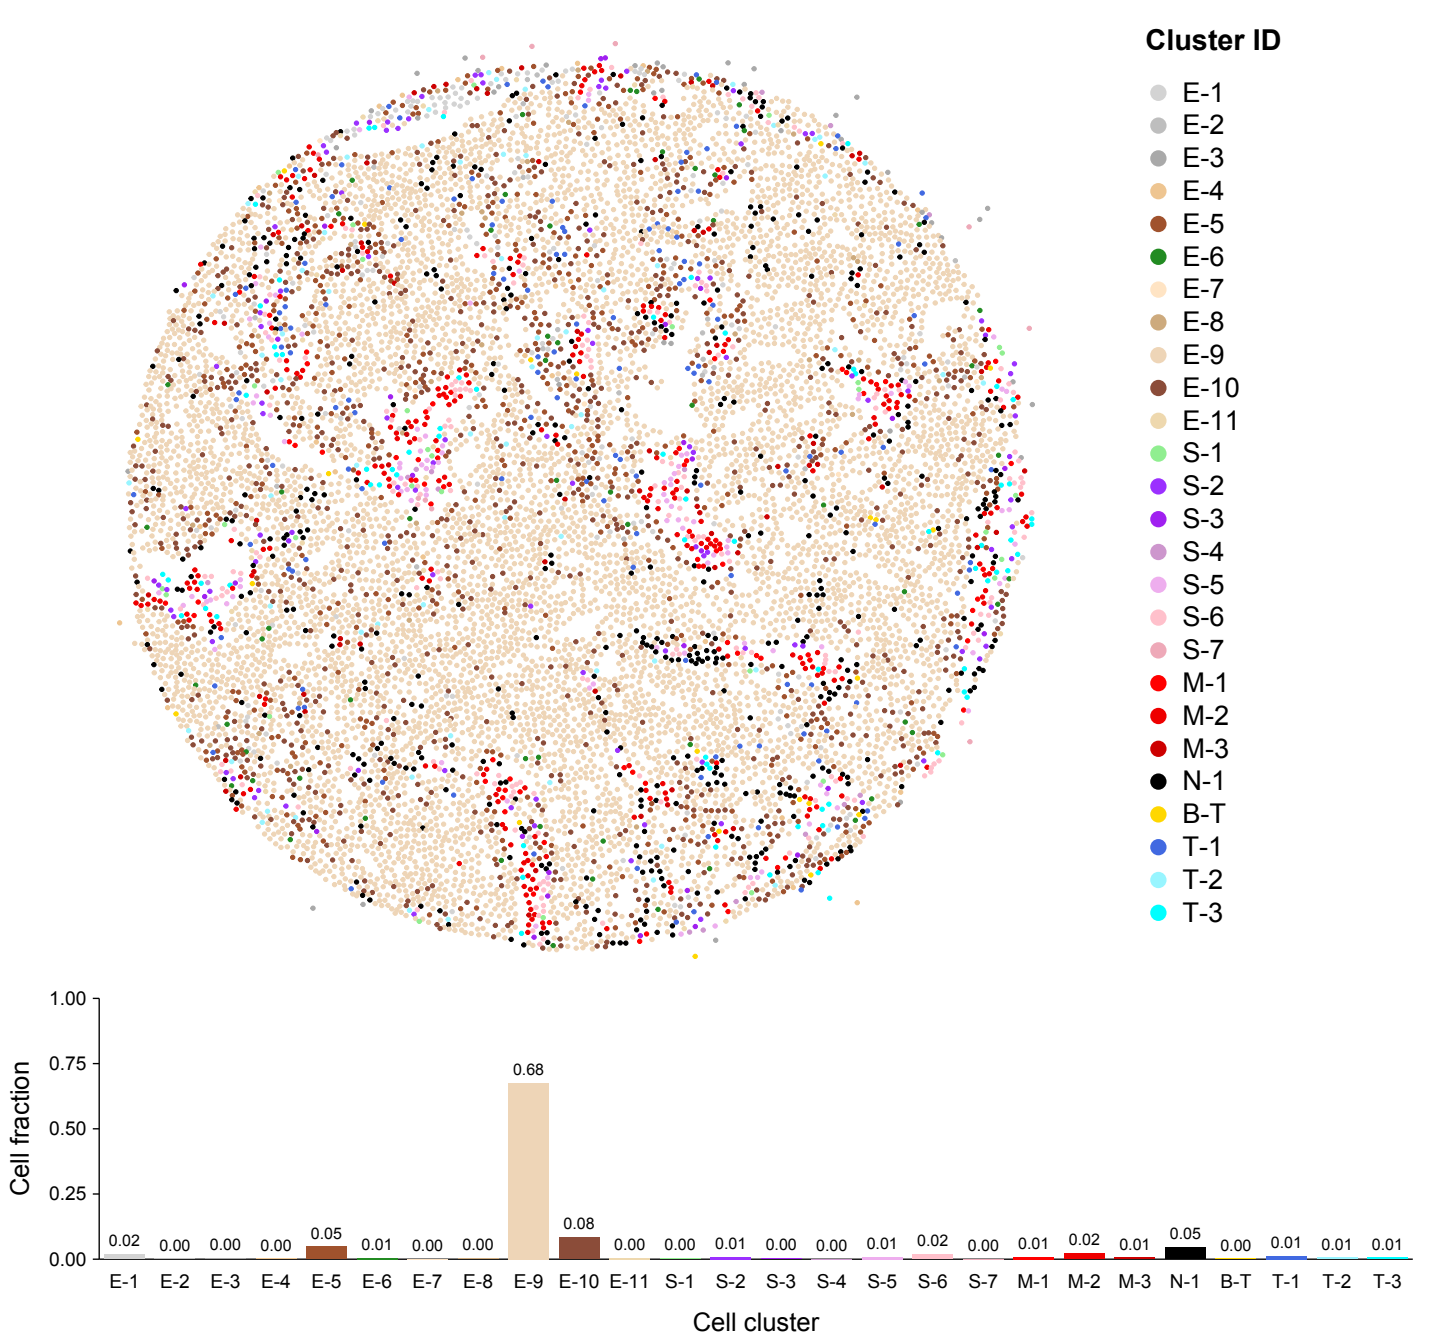 Cluster ID
E-1
E-2
E-3
E-4
E-5
E-6
E-7
E-8
E-9
E-10
E-11
S-1
S-2
S-3
S-4
S-5
S-6
S-7
M-1
M-2
M-3
N-1
B-T
T-1
T-2
T-3
1.00
0.75
0.50
0.25
0.00
Cell fraction
0.02 0.00 0.00 0.00 0.05 0.01 0.00 0.00 0.68 0.08 0.00 0.00 0.01 0.00 0.00 0.01 0.02 0.00 0.01 0.02 0.01 0.05 0.00 0.01 0.01 0.01
E-1 E-2 E-3 E-4 E-5 E-6 E-7 E-8 E-9 E-10 E-11 S-1 S-2 S-3 S-4 S-5 S-6 S-7 M-1 M-2 M-3 N-1 B-T T-1 T-2 T-3
Cell cluster